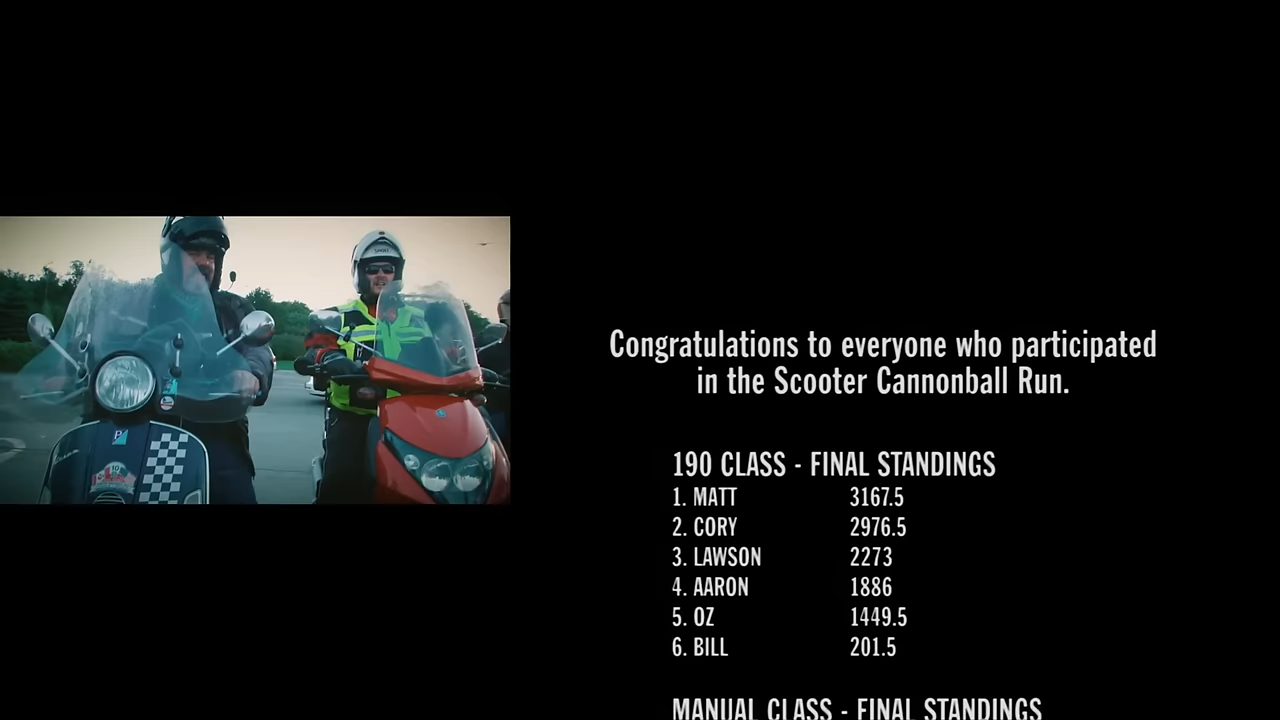 Congratulations to everyone who participated
in the Scooter Cannonball Run.
190 CLASS - FINAL STANDINGS
1. MATT 3167.5
2. CORY 2976.5
3. LAWSON 2273
4. AARON 1886
5. OZ 1449.5
6. BILL 201.5
MANUAL CLASS - FINAL STANDINGS